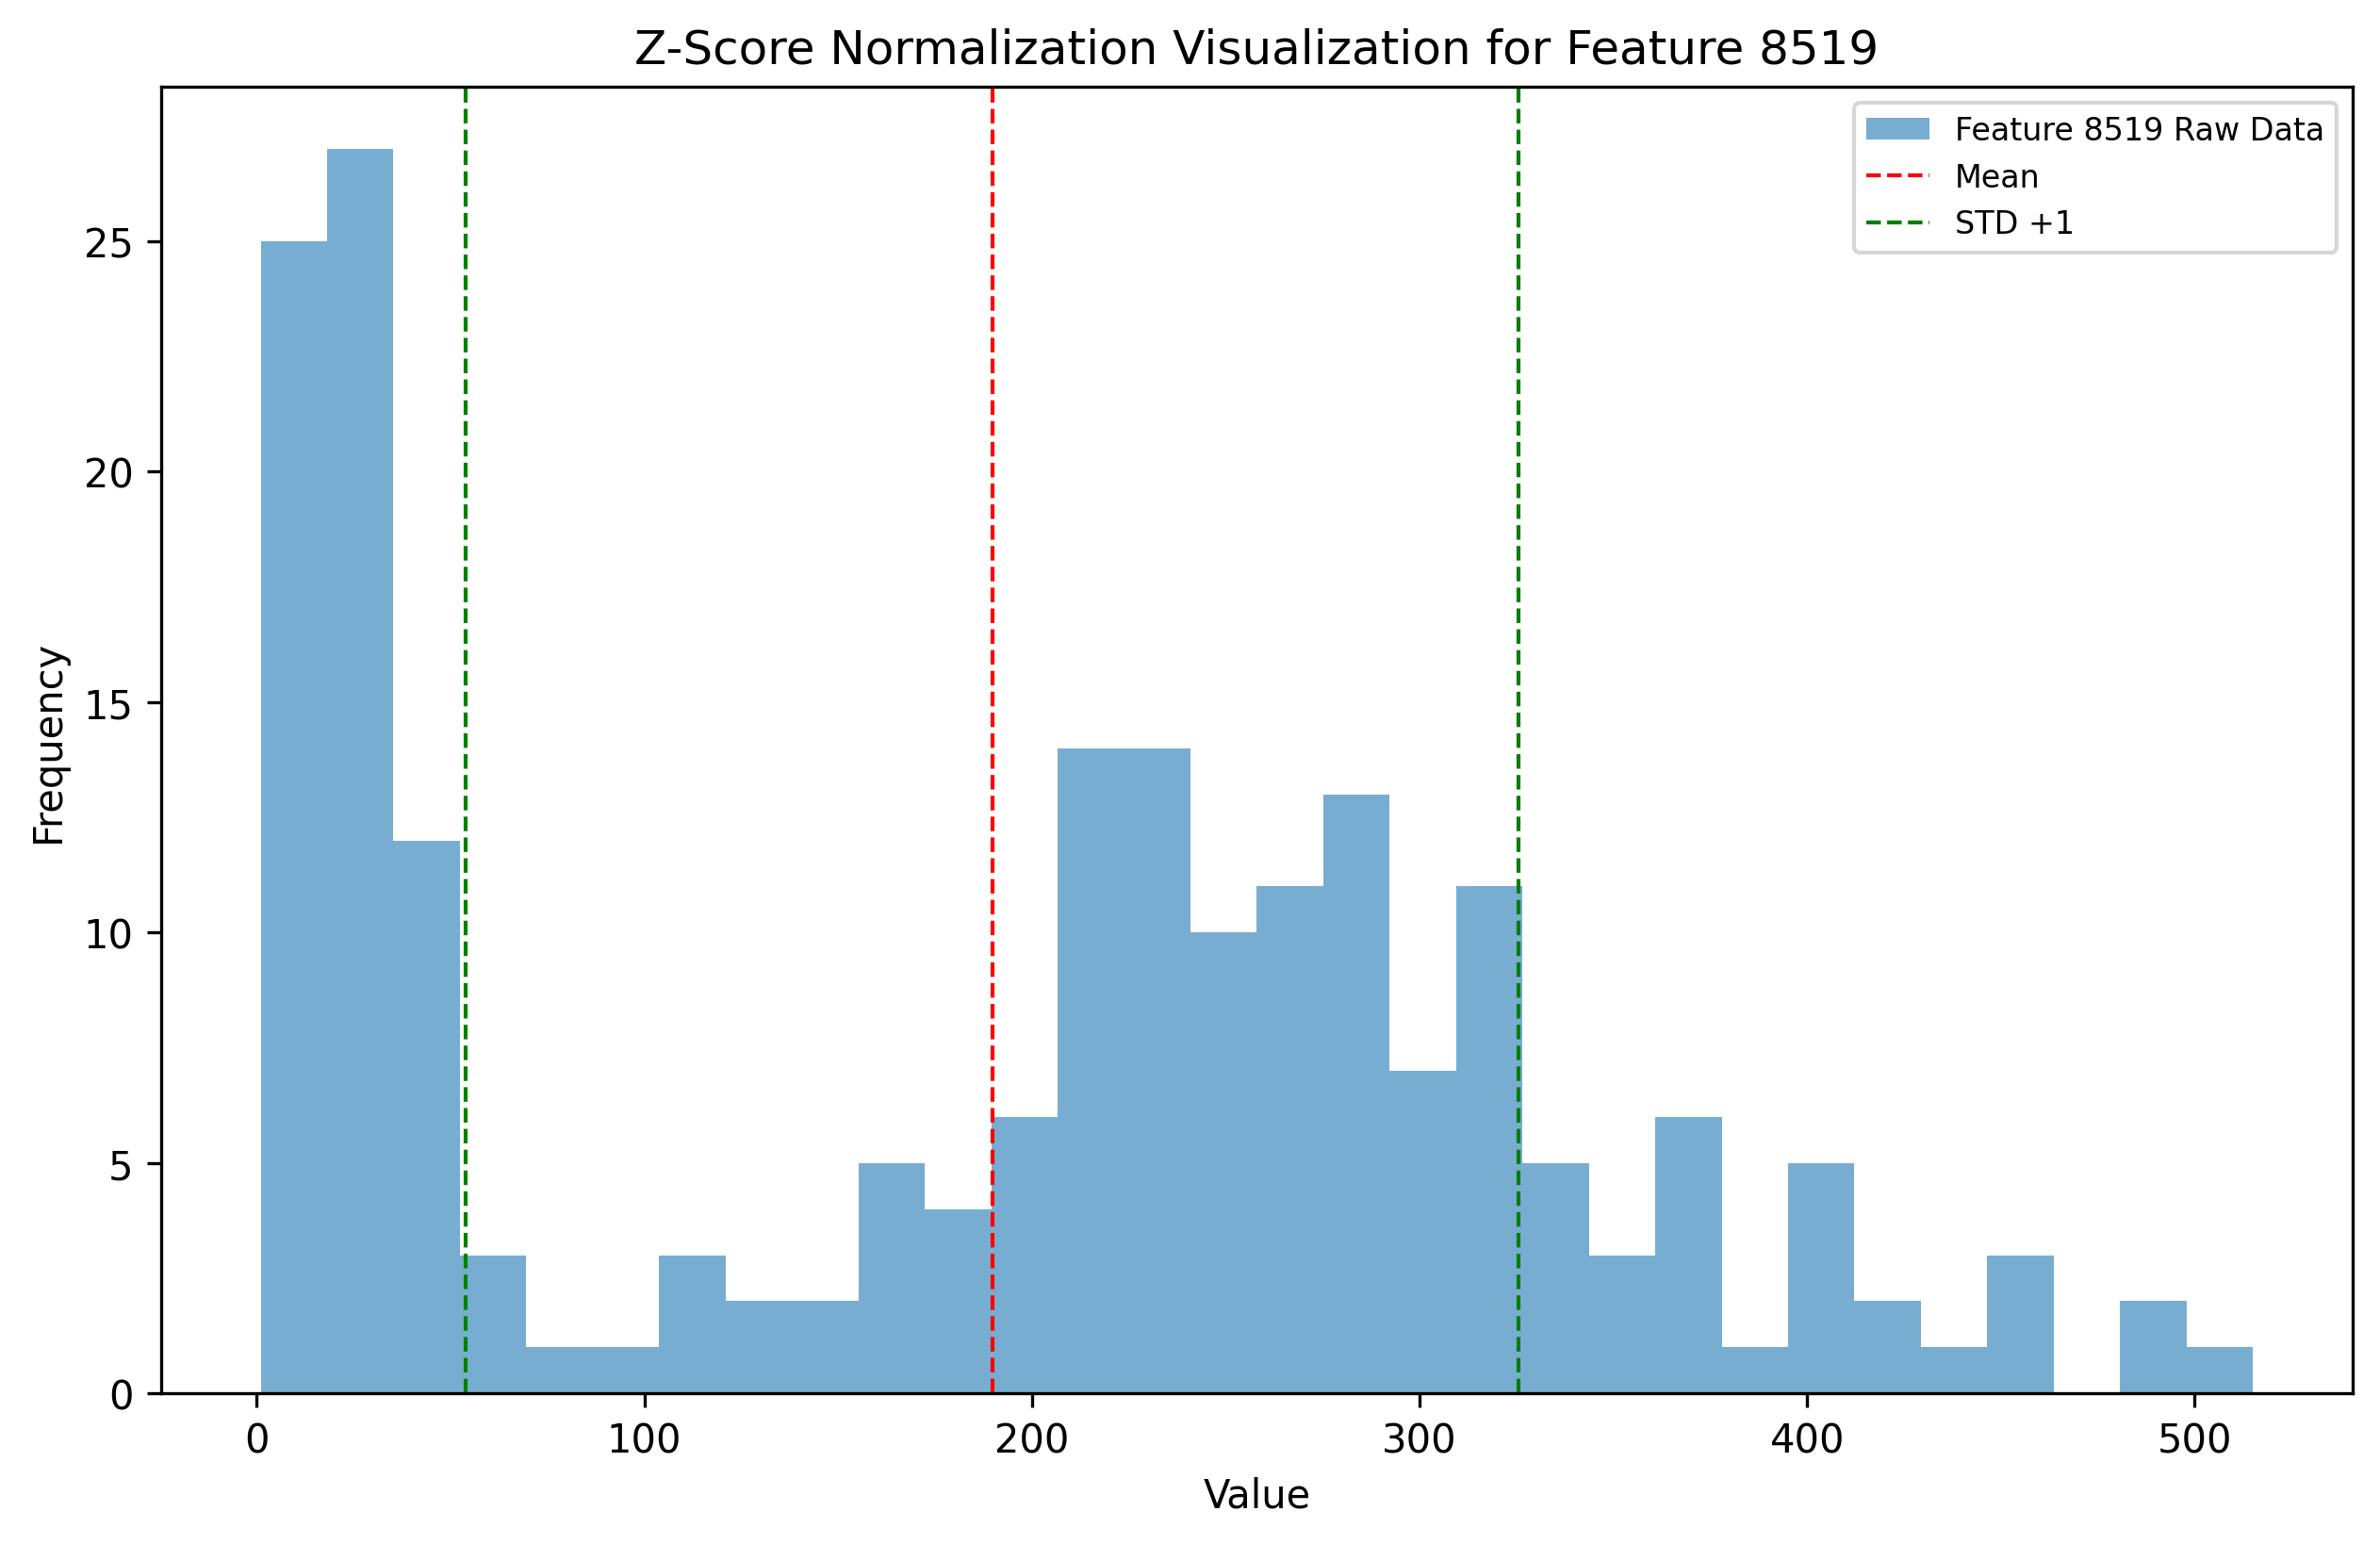 Z-Score Normalization Visualization for Feature 8519
Feature 8519 Raw Data
Mean
STD +1
Frequency
25
20
15
10
5
0
0 100 200 300 400 500
Value